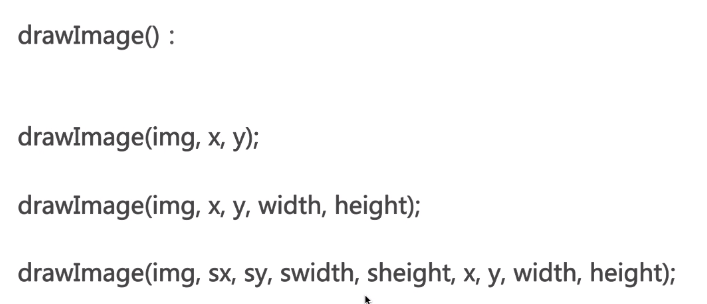 drawImage() :
drawImage(img, x, y);
drawImage(img, x, y, width, height);
drawImage(img, sx, sy, swidth, sheight, x, y, width, height);